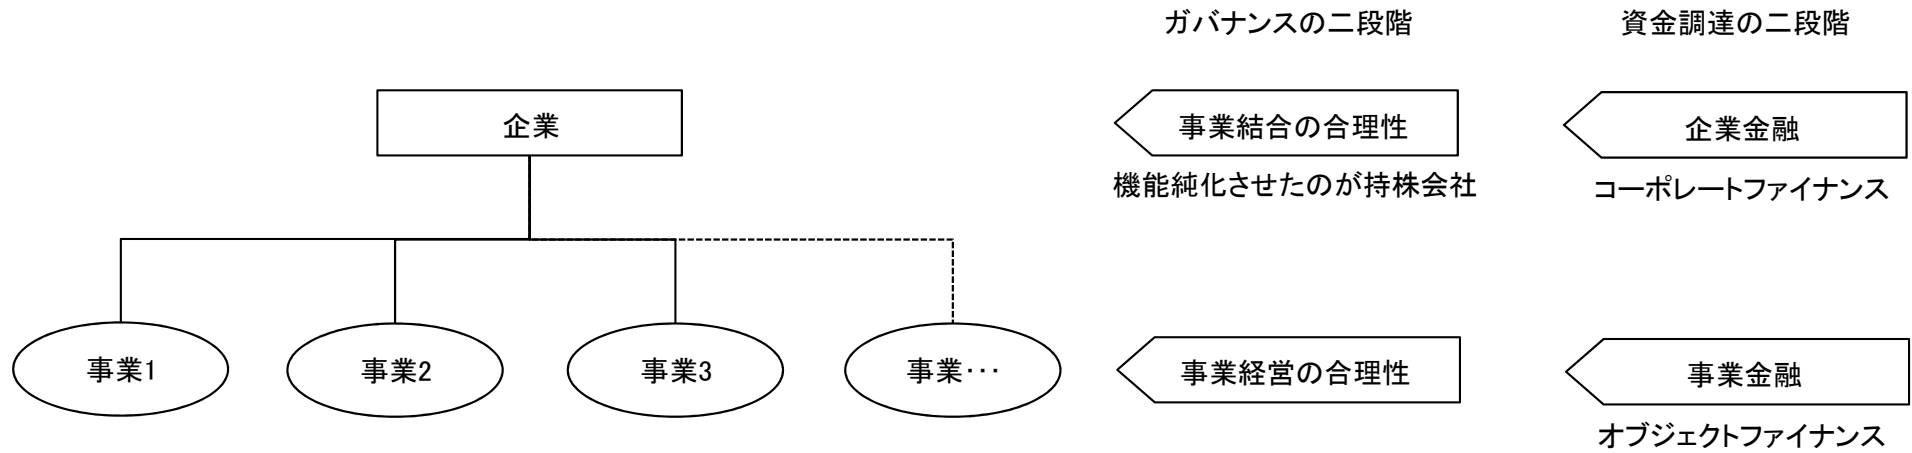 ガバナンスの二段階
資金調達の二段階
企業
事業結合の合理性
企業金融
機能純化させたのが持株会社
コーポレートファイナンス
事業1
事業2
事業3
事業･･･
事業経営の合理性
事業金融
オブジェクトファイナンス